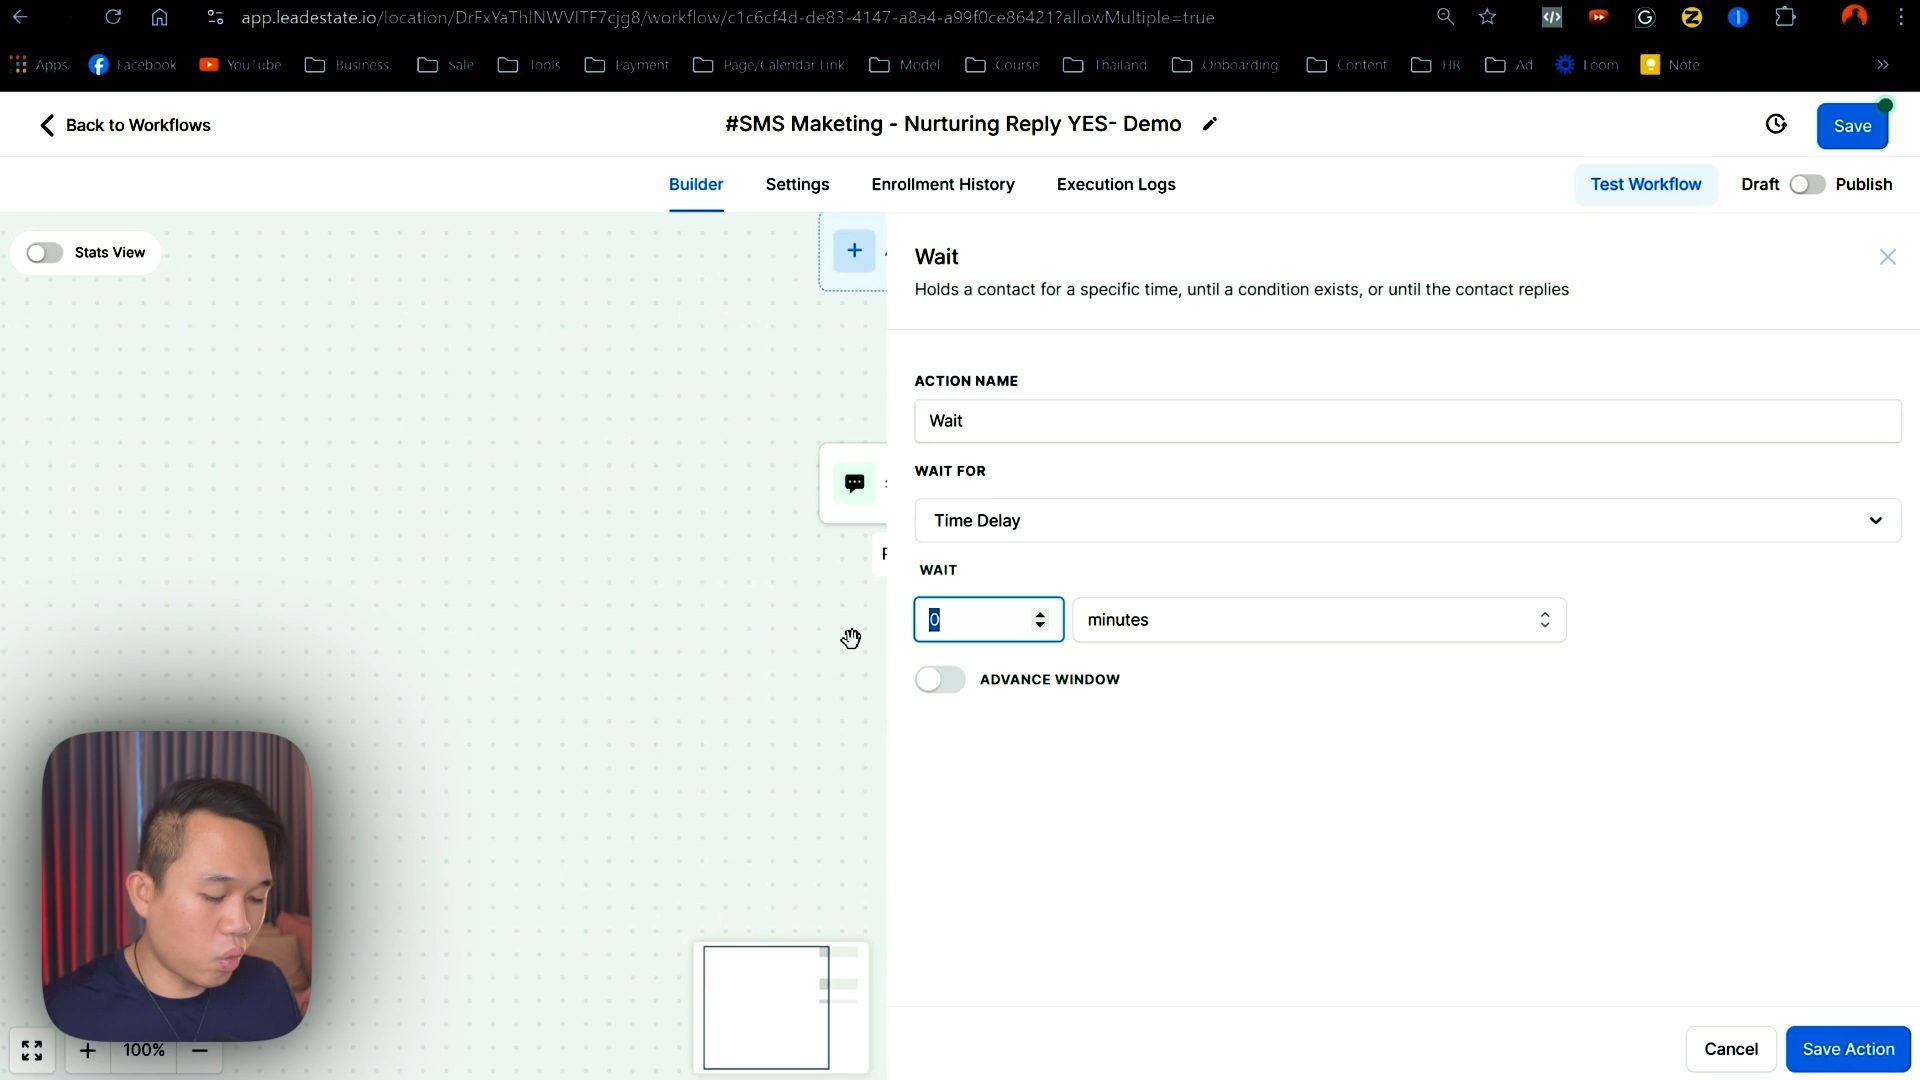 app.leadestate.io/location/DrFxYaThlNWVITF7cjg8/workflow/c1c6cf4d-de83-4147-a8a4-a99f0ce86421?allowMultiple=true
Apps
Facebook
YouTube
Business
Sale
Tools
Payment
Page/Calendar Link
Model
Course
Thailand
Onboarding
Content
HR
Ad
Loom
Note
Back to Workflows
#SMS Maketing - Nurturing Reply YES- Demo
Save
Builder
Settings
Enrollment History
Execution Logs
Test Workflow
Draft
Publish
Stats View
Wait
Holds a contact for a specific time, until a condition exists, or until the contact replies
ACTION NAME
Wait
WAIT FOR
Time Delay
WAIT
0
minutes
ADVANCE WINDOW
100%
Cancel
Save Action